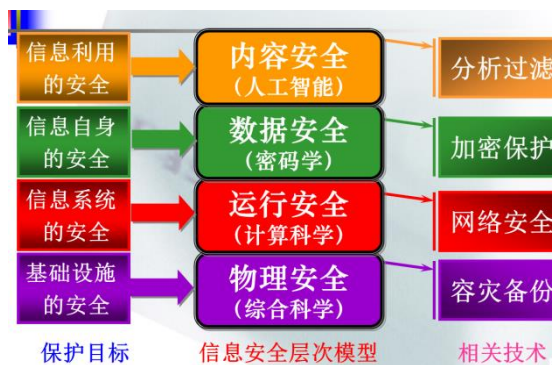 信息利用
的安全
内容安全
(人工智能)
分析过滤
信息自身
的安全
数据安全
(密码学)
加密保护
信息系统
的安全
运行安全
(计算科学)
网络安全
基础设施
的安全
物理安全
(综合科学)
容灾备份
保护目标
信息安全层次模型
相关技术